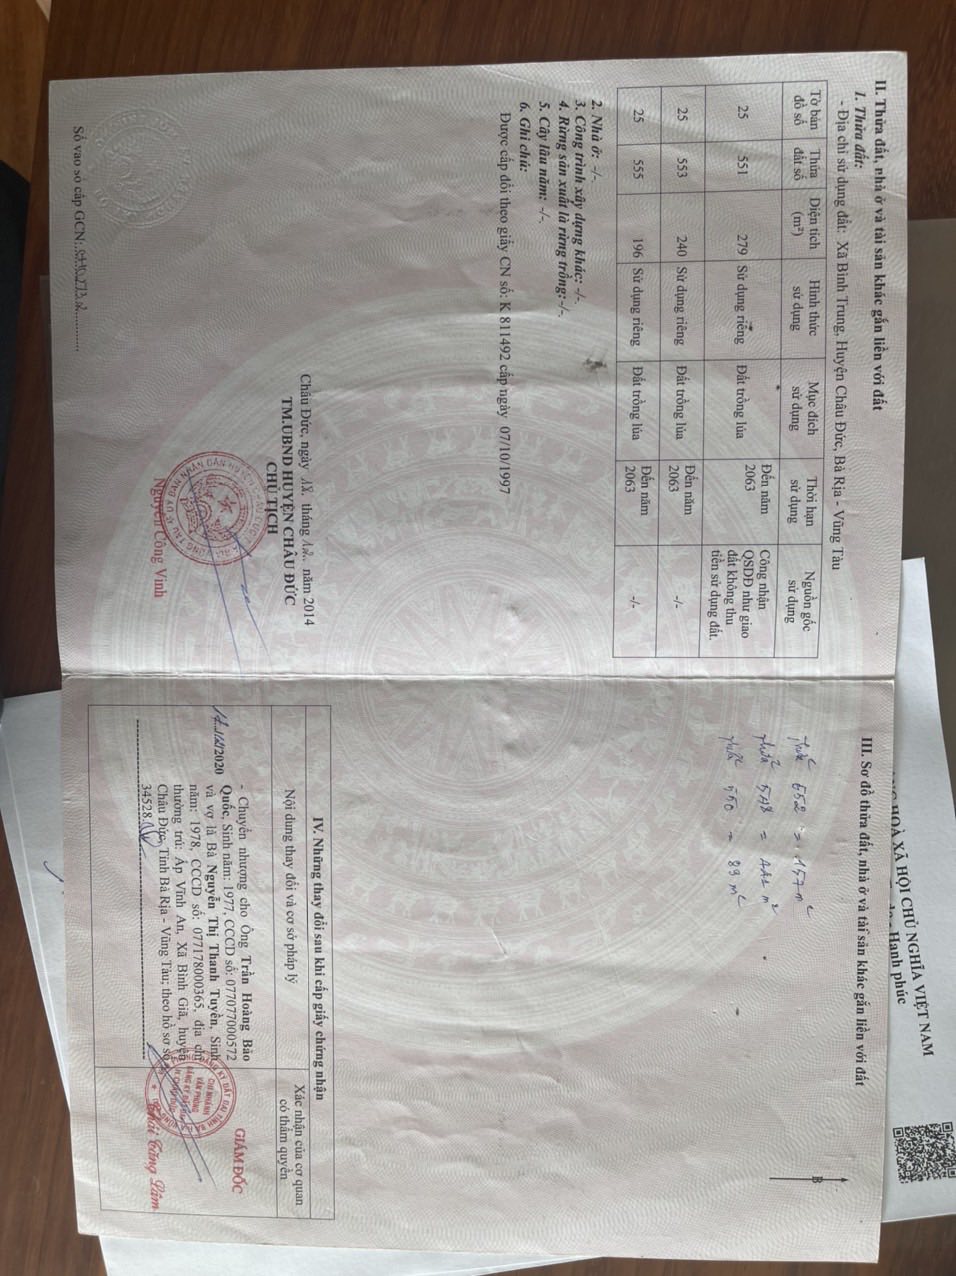 HOÀ XÃ HỘI CHỦ NGHĨA VIỆT NAM
- Hạnh phúc
II. Thửa đất, nhà ở và tài sản khác gắn liền với đất
1. Thửa đất:
- Địa chỉ sử dụng đất: Xã Bình Trung, Huyện Châu Đức, Bà Rịa - Vũng Tàu
Tờ bản đồ số | Thửa đất số | Diện tích (m²) | Hình thức sử dụng | Mục đích sử dụng | Thời hạn sử dụng | Nguồn gốc sử dụng
25 | 551 | 279 | Sử dụng riêng | Đất trồng lúa | Đến năm 2063 | Công nhận QSDĐ như giao đất không thu tiền sử dụng đất.
25 | 553 | 240 | Sử dụng riêng | Đất trồng lúa | Đến năm 2063 | -/-
25 | 555 | 196 | Sử dụng riêng | Đất trồng lúa | Đến năm 2063 | -/-
2. Nhà ở: -/-.
3. Công trình xây dựng khác: -/-.
4. Rừng sản xuất là rừng trồng:-/-.
5. Cây lâu năm: -/-.
6. Ghi chú:
Được cấp đổi theo giấy CN số: K 811492 cấp ngày 07/10/1997
Châu Đức, ngày 18 tháng 12 năm 2014
TM.UBND HUYỆN CHÂU ĐỨC
CHỦ TỊCH
Nguyễn Công Vinh
Số vào sổ cấp GCN:
III. Sơ đồ thửa đất, nhà ở và tài sản khác gắn liền với đất
B
thửa 552 = 157 m²
thửa 548 = 441 m²
thửa 550 = 83 m²
IV. Những thay đổi sau khi cấp giấy chứng nhận
Nội dung thay đổi và cơ sở pháp lý
Xác nhận của cơ quan
có thẩm quyền
- Chuyển nhượng cho Ông Trần Hoàng Bảo
Quốc, Sinh năm: 1977, CCCD số: 077077000572
/2020 và vợ là Bà Nguyễn Thị Thanh Tuyền, Sinh
năm: 1978, CCCD số: 077178000365, địa chỉ
thường trú: Ấp Vĩnh An, Xã Bình Giã, huyện
Châu Đức, Tỉnh Bà Rịa - Vũng Tàu; theo hồ sơ số
34528.
GIÁM ĐỐC
CHI NHÁNH
VĂN PHÒNG
ĐĂNG KÝ ĐẤT ĐAI
H. CHÂU ĐỨC
Thái Tăng Lâm